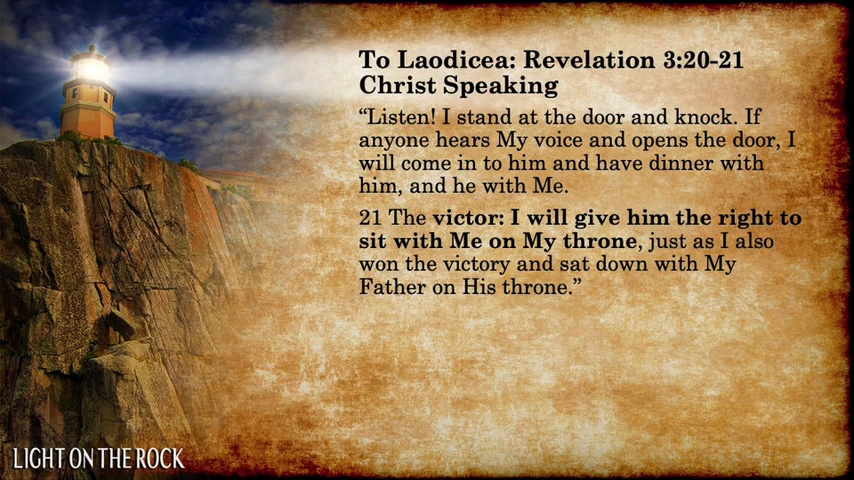 To Laodicea: Revelation 3:20-21
Christ Speaking
“Listen! I stand at the door and knock. If
anyone hears My voice and opens the door, I
will come in to him and have dinner with
him, and he with Me.
21 The victor: I will give him the right to
sit with Me on My throne, just as I also
won the victory and sat down with My
Father on His throne.”
LIGHT ON THE ROCK